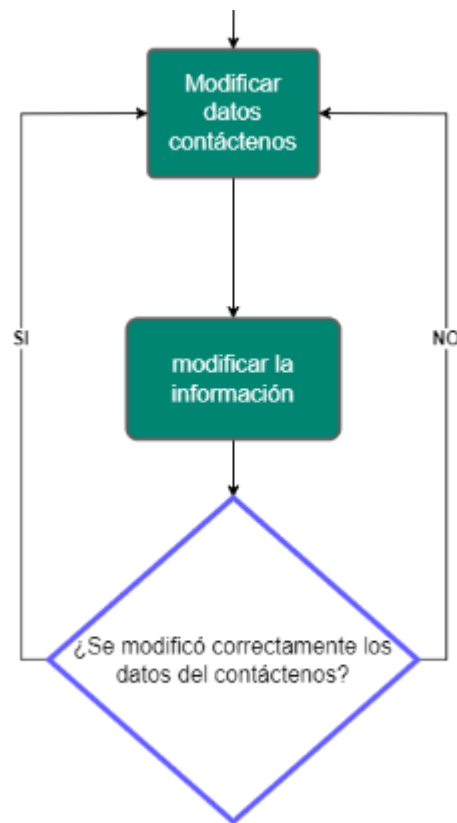 Modificar
datos
contáctenos
SI
NO
modificar la
información
¿Se modificó correctamente los
datos del contáctenos?